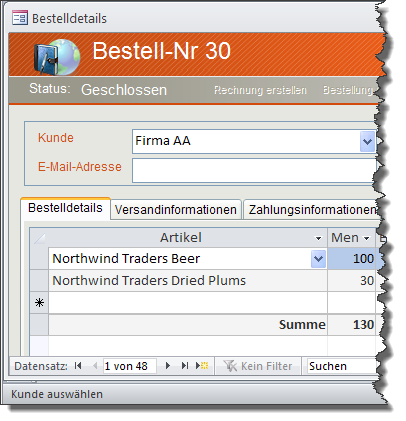 Bestelldetails
Bestell-Nr 30
Status: Geschlossen Rechnung erstellen Bestellung
Kunde Firma AA
E-Mail-Adresse
Bestelldetails Versandinformationen Zahlungsinformationen
Artikel Men
Northwind Traders Beer 100
Northwind Traders Dried Plums 30
Summe 130
Datensatz: 1 von 48 Kein Filter Suchen
Kunde auswählen